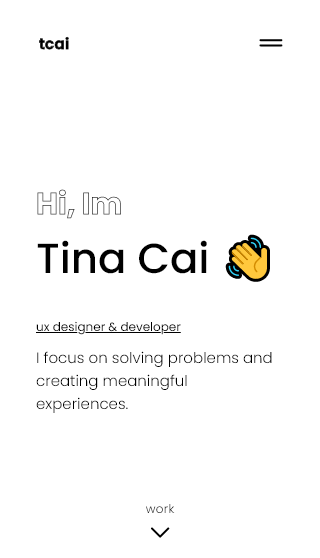 tcai
Hi, Im
Tina Cai
ux designer & developer
I focus on solving problems and
creating meaningful
experiences.
work